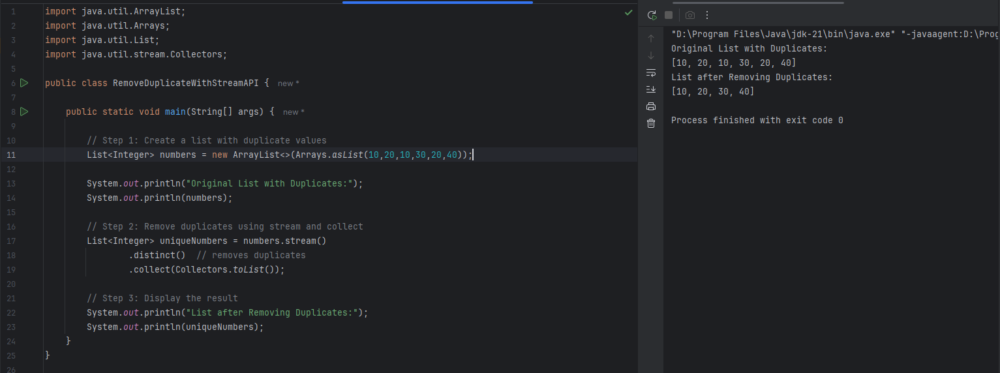 1 import java.util.ArrayList;
2 import java.util.Arrays;
3 import java.util.List;
4 import java.util.stream.Collectors;
5
6 public class RemoveDuplicateWithStreamAPI { new *
7
8 public static void main(String[] args) { new *
9
10 // Step 1: Create a list with duplicate values
11 List<Integer> numbers = new ArrayList<>(Arrays.asList(10,20,10,30,20,40));
12
13 System.out.println("Original List with Duplicates:");
14 System.out.println(numbers);
15
16 // Step 2: Remove duplicates using stream and collect
17 List<Integer> uniqueNumbers = numbers.stream()
18 .distinct() // removes duplicates
19 .collect(Collectors.toList());
20
21 // Step 3: Display the result
22 System.out.println("List after Removing Duplicates:");
23 System.out.println(uniqueNumbers);
24 }
25 }
26
"D:\Program Files\Java\jdk-21\bin\java.exe" "-javaagent:D:\Prog
Original List with Duplicates:
[10, 20, 10, 30, 20, 40]
List after Removing Duplicates:
[10, 20, 30, 40]
Process finished with exit code 0